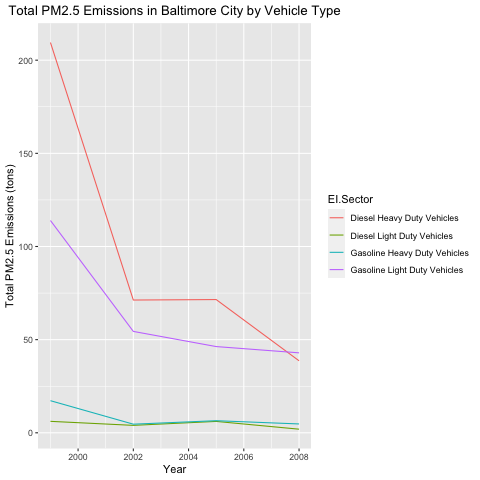 Total PM2.5 Emissions in Baltimore City by Vehicle Type
Total PM2.5 Emissions (tons)
200
150
100
50
0
2000
2002
2004
2006
2008
Year
EI.Sector
Diesel Heavy Duty Vehicles
Diesel Light Duty Vehicles
Gasoline Heavy Duty Vehicles
Gasoline Light Duty Vehicles